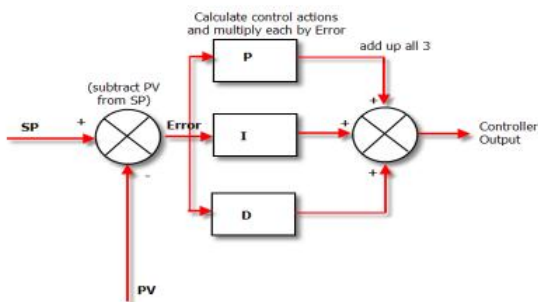 Calculate control actions
and multiply each by Error
P
add up all 3
(subtract PV
from SP)
+
SP
Error
I
+
+
Controller
Output
-
+
D
PV